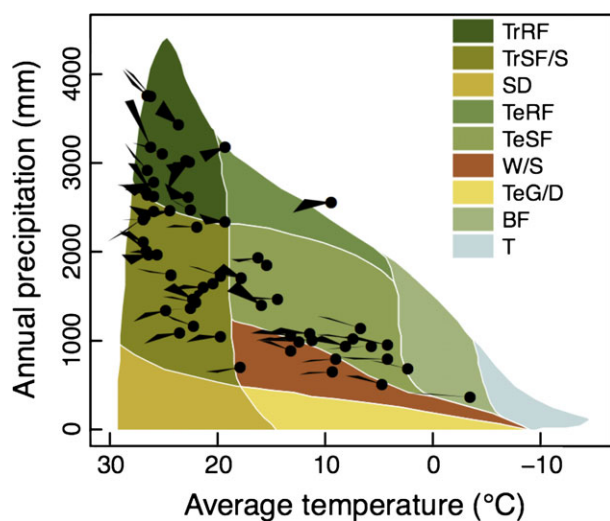 TrRF
TrSF/S
SD
TeRF
TeSF
W/S
TeG/D
BF
T
Annual precipitation (mm)
4000
3000
2000
1000
0
30
20
10
0
−10
Average temperature (°C)